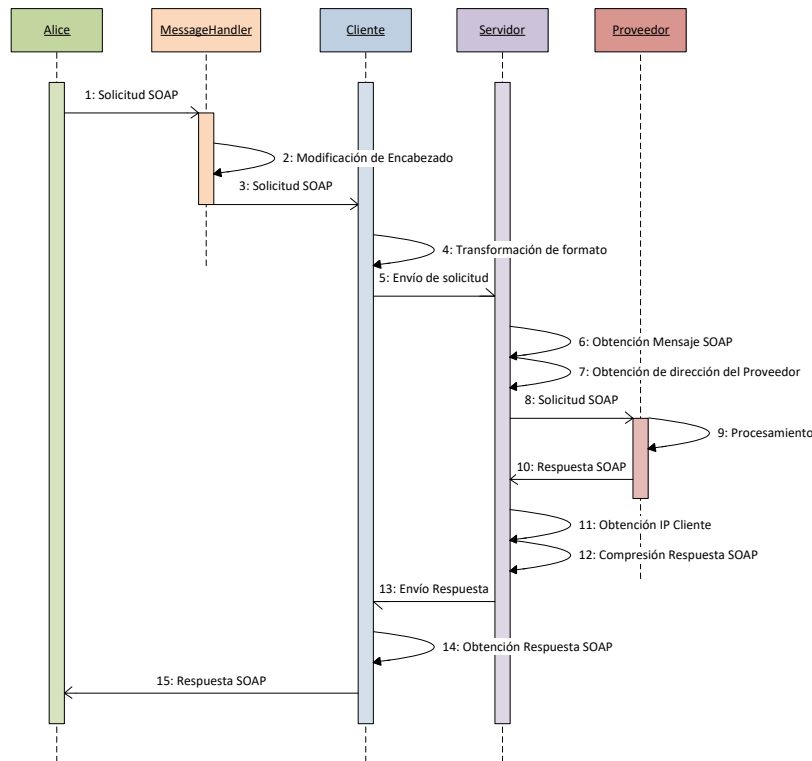 Alice
MessageHandler
Cliente
Servidor
Proveedor
1: Solicitud SOAP
2: Modificación de Encabezado
3: Solicitud SOAP
4: Transformación de formato
5: Envío de solicitud
6: Obtención Mensaje SOAP
7: Obtención de dirección del Proveedor
8: Solicitud SOAP
9: Procesamiento
10: Respuesta SOAP
11: Obtención IP Cliente
12: Compresión Respuesta SOAP
13: Envío Respuesta
14: Obtención Respuesta SOAP
15: Respuesta SOAP